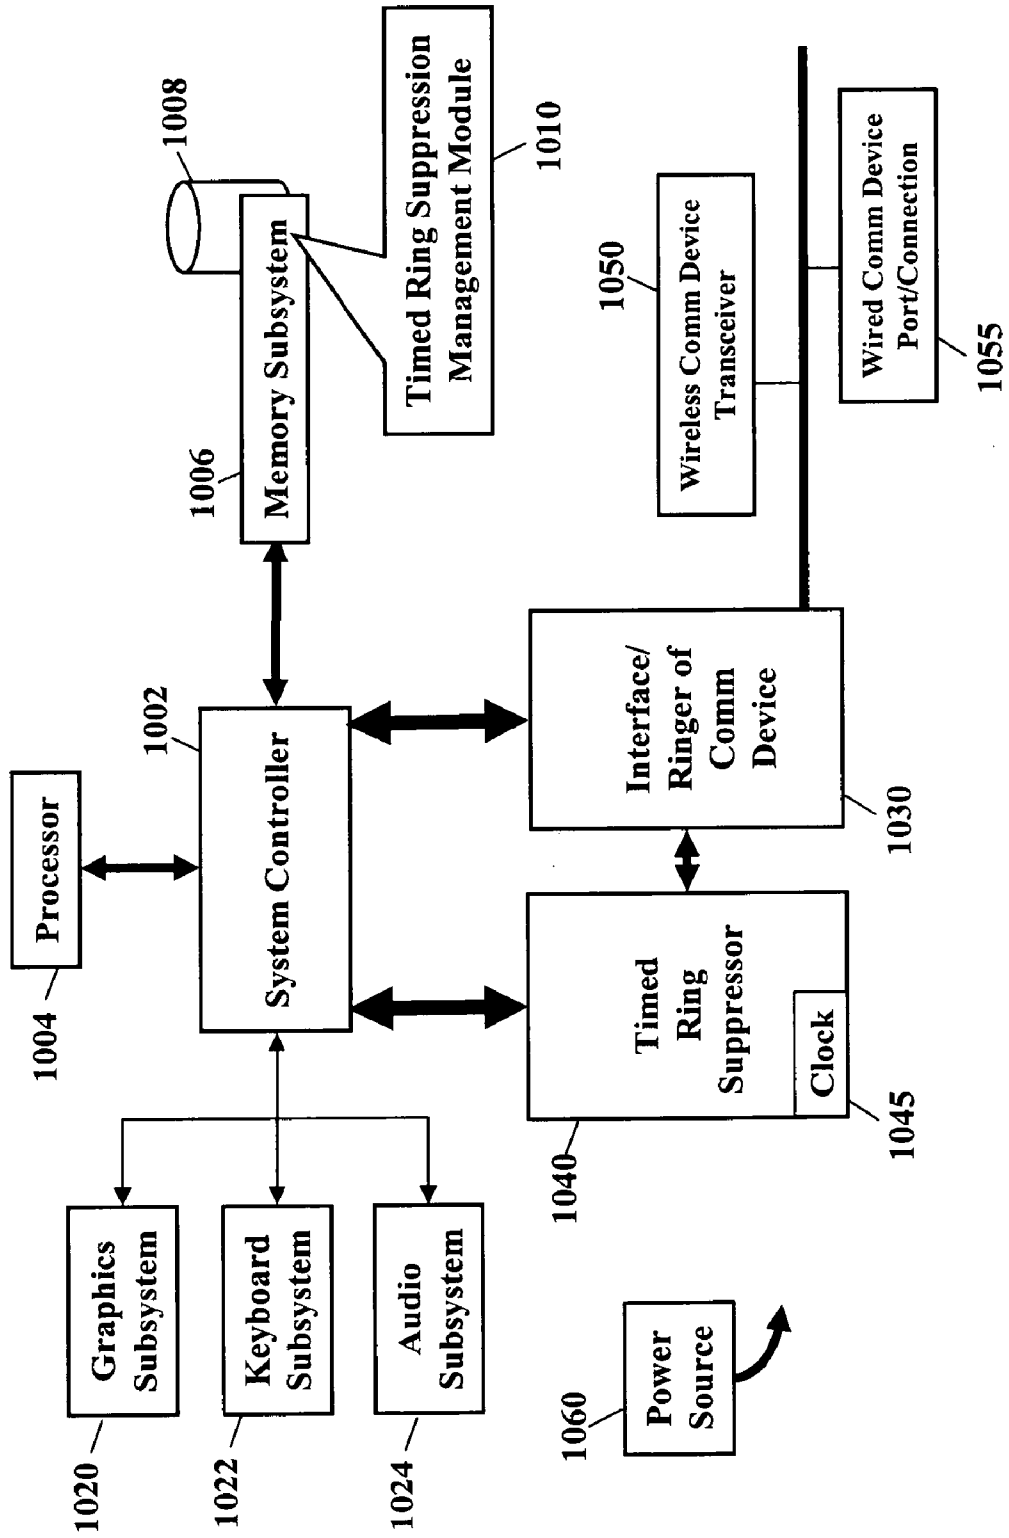 1004
Processor
1002
System Controller
1006
Memory Subsystem
1008
Timed Ring Suppression
Management Module
1010
1020
Graphics
Subsystem
1022
Keyboard
Subsystem
1024
Audio
Subsystem
1040
Timed
Ring
Suppressor
Clock
1045
Interface/
Ringer of
Comm
Device
1030
1050
Wireless Comm Device
Transceiver
Wired Comm Device
Port/Connection
1055
1060
Power
Source